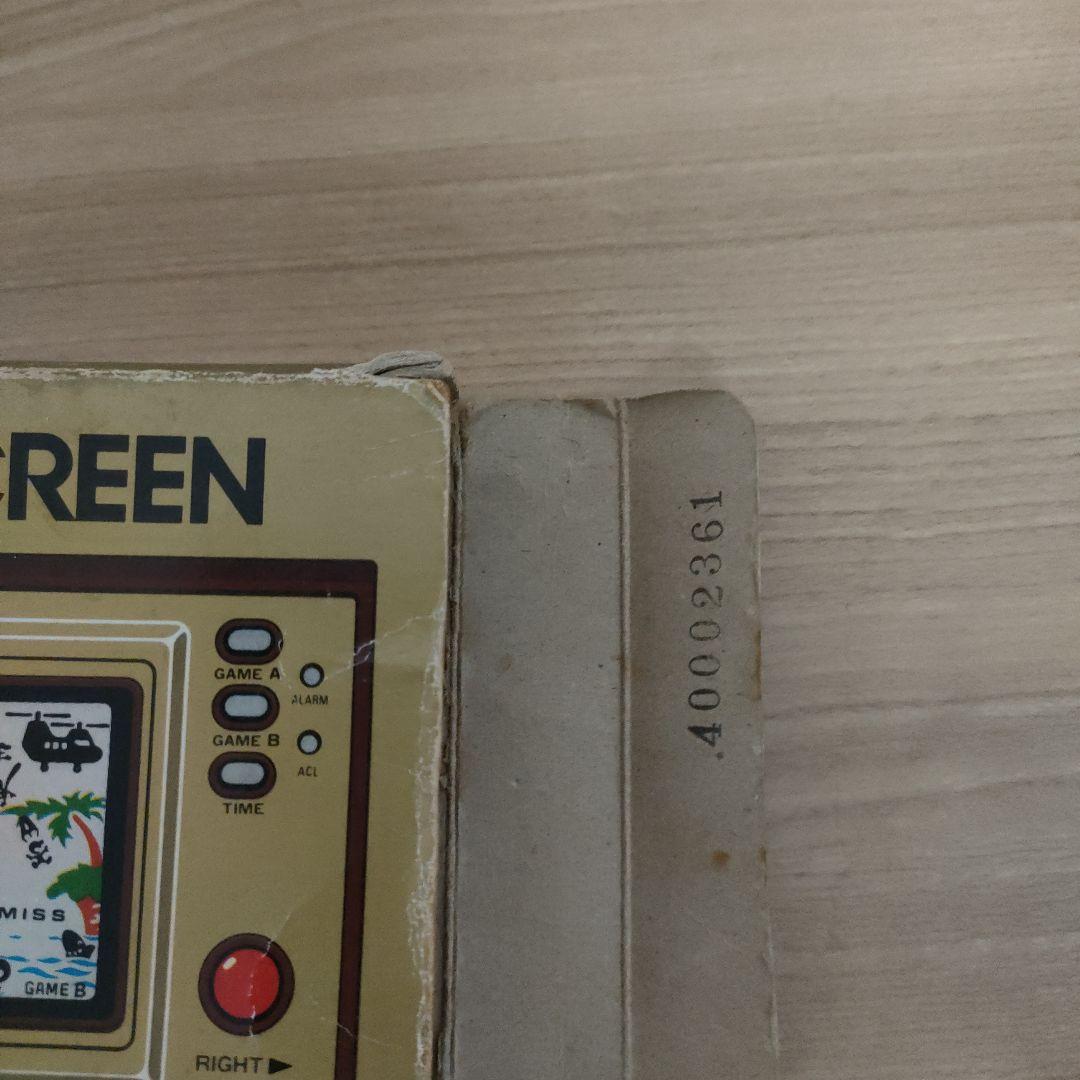 CREEN
GAME A
ALARM
GAME B
ACL
TIME
MISS
GAME B
RIGHT ▶
.40002361